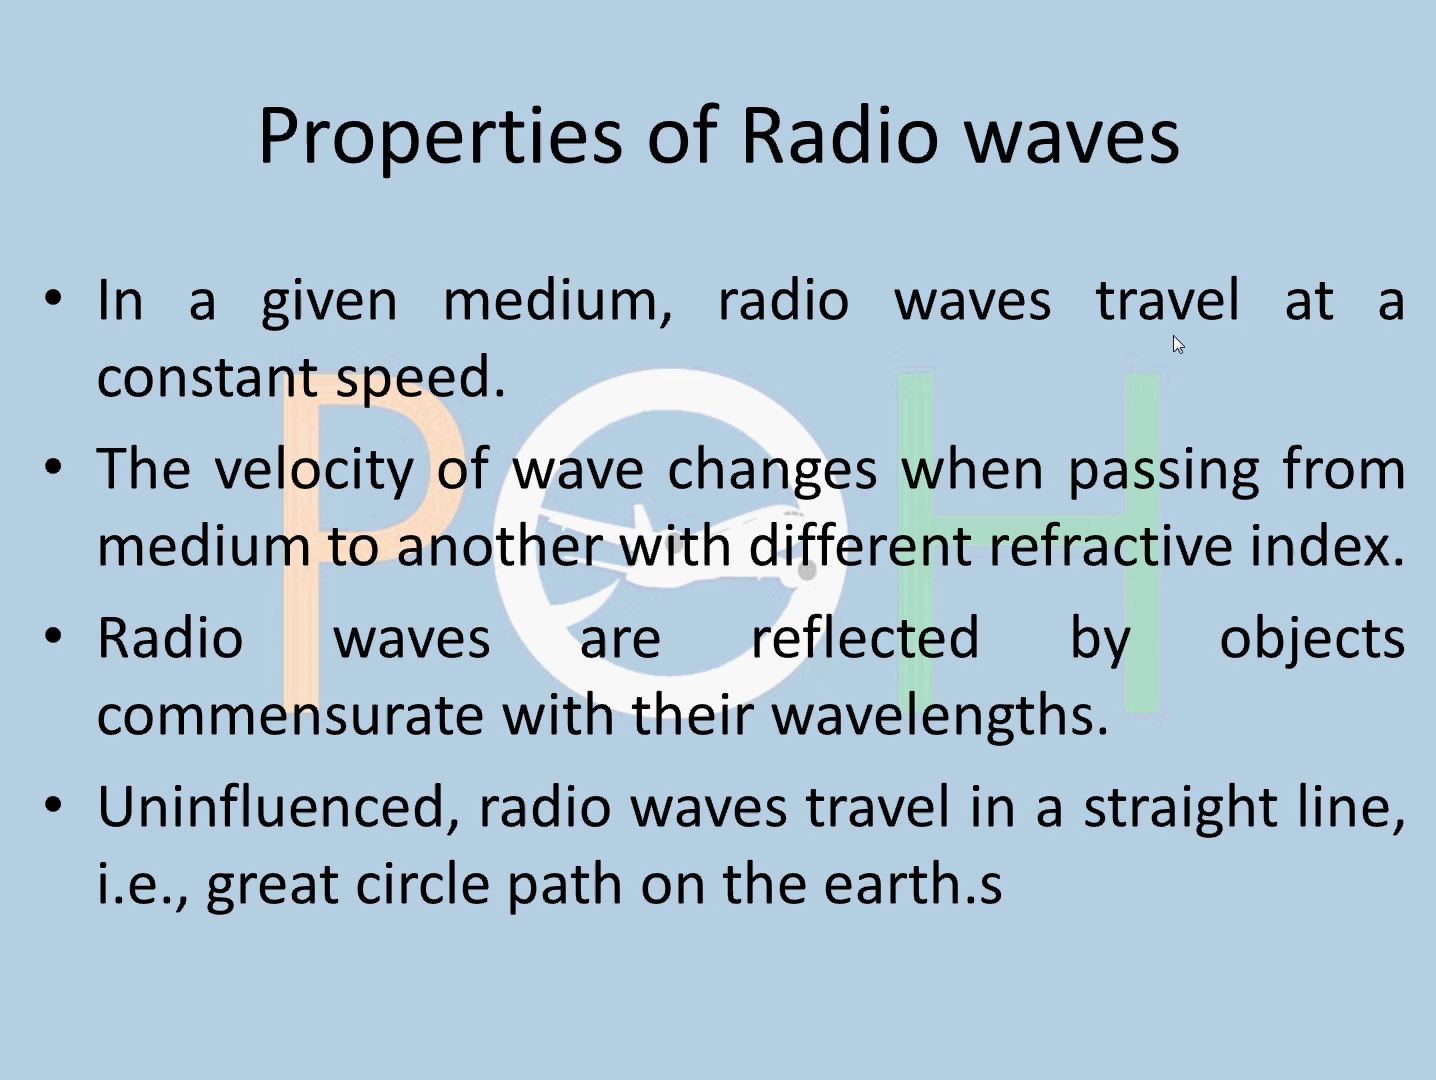 Properties of Radio waves
• In a given medium, radio waves travel at a
constant speed.
• The velocity of wave changes when passing from
medium to another with different refractive index.
• Radio waves are reflected by objects
commensurate with their wavelengths.
• Uninfluenced, radio waves travel in a straight line,
i.e., great circle path on the earth.s
POH